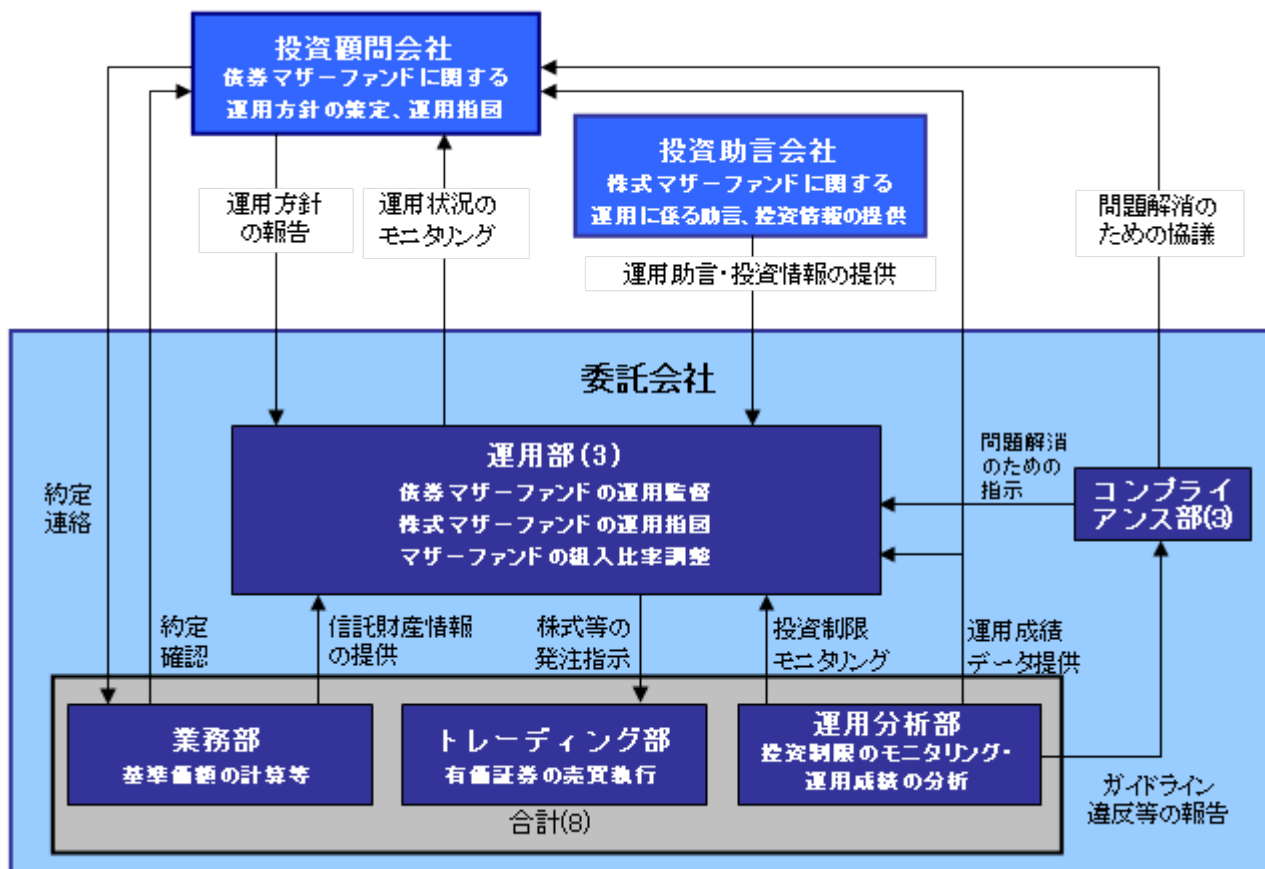 投資顧問会社
債券マザーファンドに関する
運用方針の策定、運用指図
投資助言会社
株式マザーファンドに関する
運用に係る助言、投資情報の提供
運用方針
の報告
運用状況の
モニタリング
運用助言・投資情報の提供
問題解消の
ための協議
委託会社
運用部(3)
債券マザーファンドの運用監督
株式マザーファンドの運用指図
マザーファンドの組入比率調整
問題解消
のための
指示
コンプライ
アンス部(3)
約定
連絡
約定
確認
信託財産情報
の提供
株式等の
発注指示
投資制限
モニタリング
運用成績
データ提供
業務部
基準価額の計算等
トレーディング部
有価証券の売買執行
運用分析部
投資制限のモニタリング・
運用成績の分析
合計(8)
ガイドライン
違反等の報告